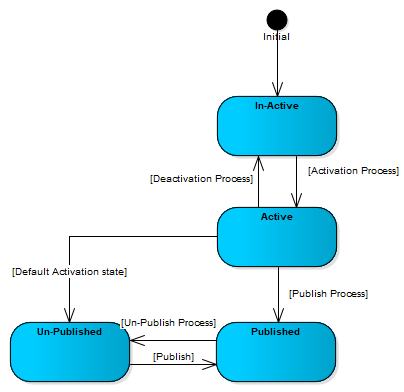 Initial
In-Active
[Deactivation Process]
[Activation Process]
Active
[Default Activation state]
[Publish Process]
[Un-Publish Process]
Un-Published
Published
[Publish]